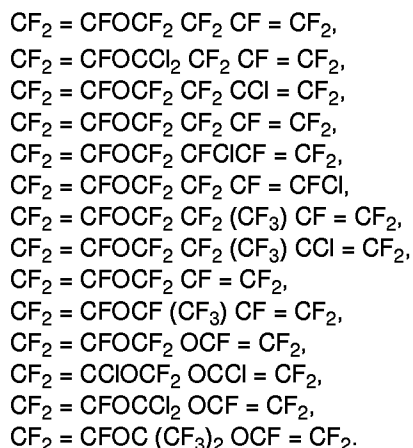 CF₂ = CFOCF₂ CF₂ CF = CF₂,
CF₂ = CFOCCl₂ CF₂ CF = CF₂,
CF₂ = CFOCF₂ CF₂ CCl = CF₂,
CF₂ = CFOCF₂ CF₂ CF = CF₂,
CF₂ = CFOCF₂ CFClCF = CF₂,
CF₂ = CFOCF₂ CF₂ CF = CFCl,
CF₂ = CFOCF₂ CF₂ (CF₃) CF = CF₂,
CF₂ = CFOCF₂ CF₂ (CF₃) CCl = CF₂,
CF₂ = CFOCF₂ CF = CF₂,
CF₂ = CFOCF (CF₃) CF = CF₂,
CF₂ = CFOCF₂ OCF = CF₂,
CF₂ = CClOCF₂ OCCl = CF₂,
CF₂ = CFOCCl₂ OCF = CF₂,
CF₂ = CFOC (CF₃)₂ OCF = CF₂.